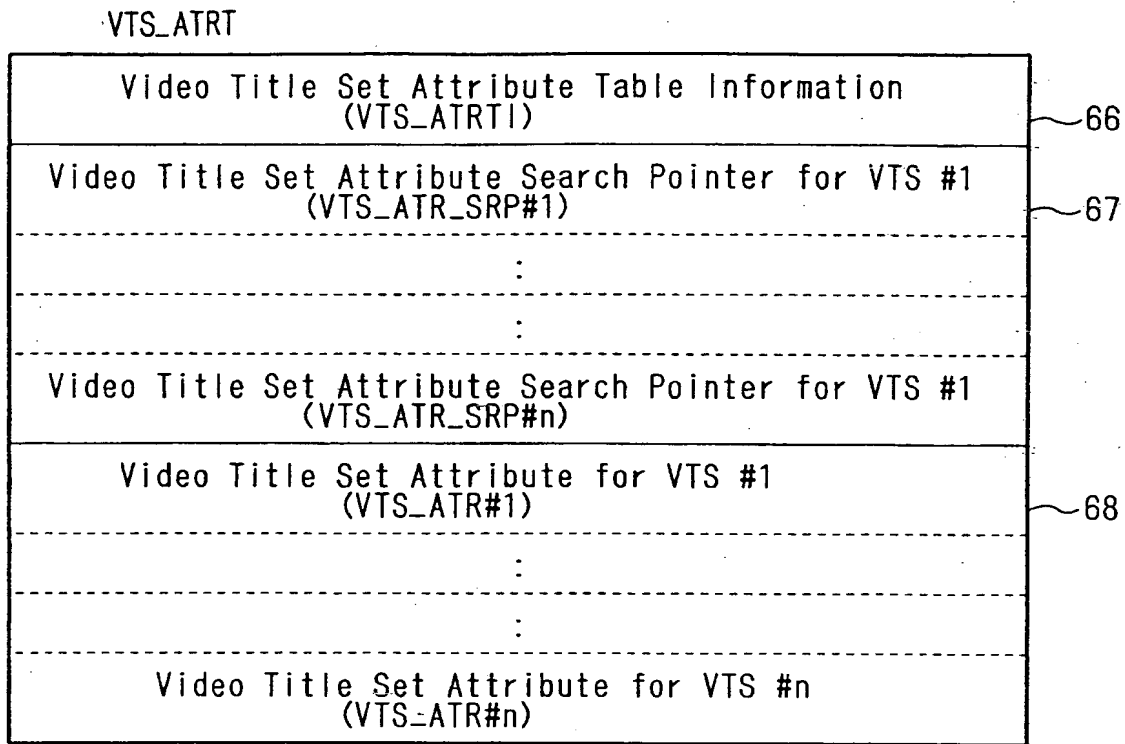 VTS_ATRT
Video Title Set Attribute Table Information
(VTS_ATRTI)
66
Video Title Set Attribute Search Pointer for VTS #1
(VTS_ATR_SRP#1)
67
:
:
Video Title Set Attribute Search Pointer for VTS #1
(VTS_ATR_SRP#n)
Video Title Set Attribute for VTS #1
(VTS_ATR#1)
68
:
:
Video Title Set Attribute for VTS #n
(VTS_ATR#n)